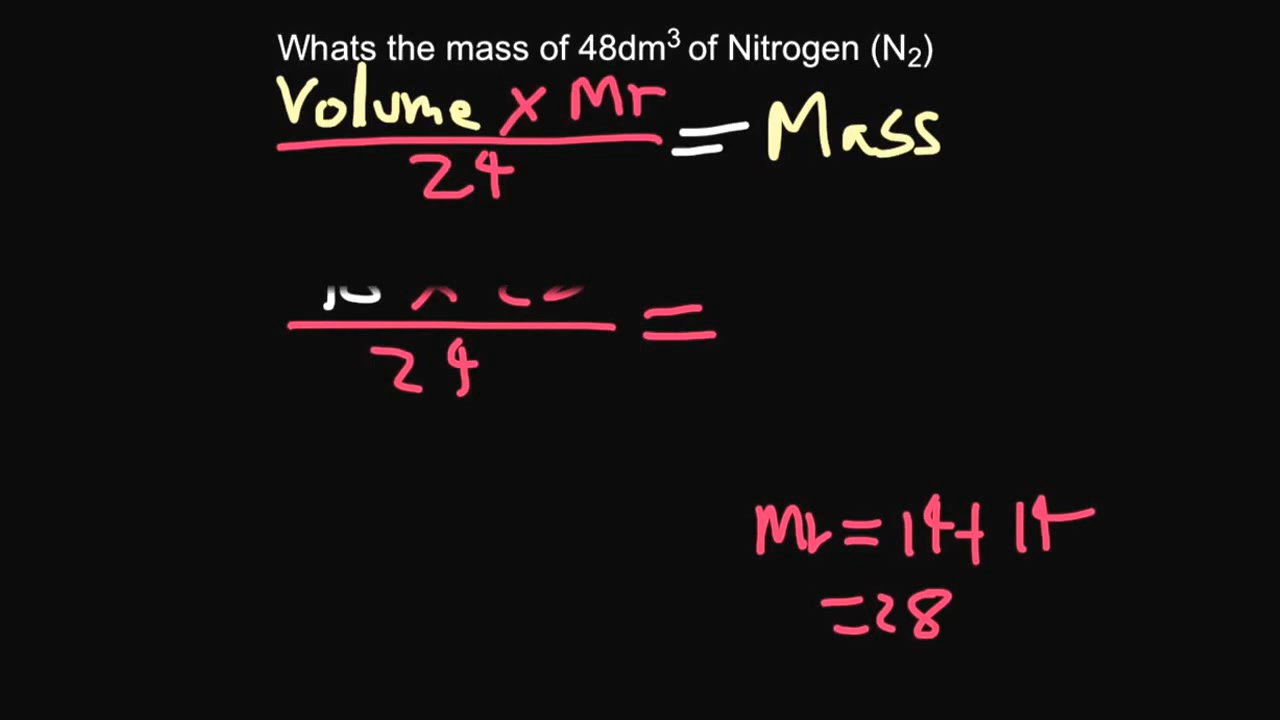 Whats the mass of 48dm³ of Nitrogen (N₂)
Volume × Mr
24
= Mass
24
=
Mr = 14 + 14
= 28